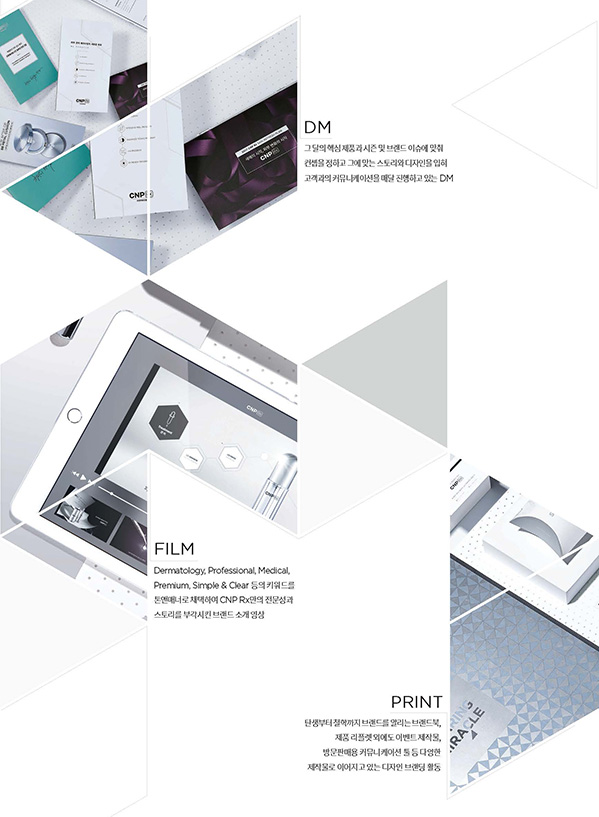 DM
그 달의 핵심 제품과 시즌 및 브랜드 이슈에 맞춰
컨셉을 정하고 그에 맞는 스토리와 디자인을 입혀
고객과의 커뮤니케이션을 매달 진행하고 있는 DM
CNP Rx
CNP Rx
CNP Rx
CNP Rx
FILM
Dermatology, Professional, Medical,
Premium, Simple & Clear 등의 키워드를
톤앤매너로 채택하여 CNP Rx만의 전문성과
스토리를 부각시킨 브랜드 소개 영상
CNP Rx
PRINT
탄생부터 철학까지 브랜드를 알리는 브랜드북,
제품 리플렛 외에도 이벤트 제작물,
방문판매용 커뮤니케이션 툴 등 다양한
제작물로 이어지고 있는 디자인 브랜딩 활동
RING
MIRACLE